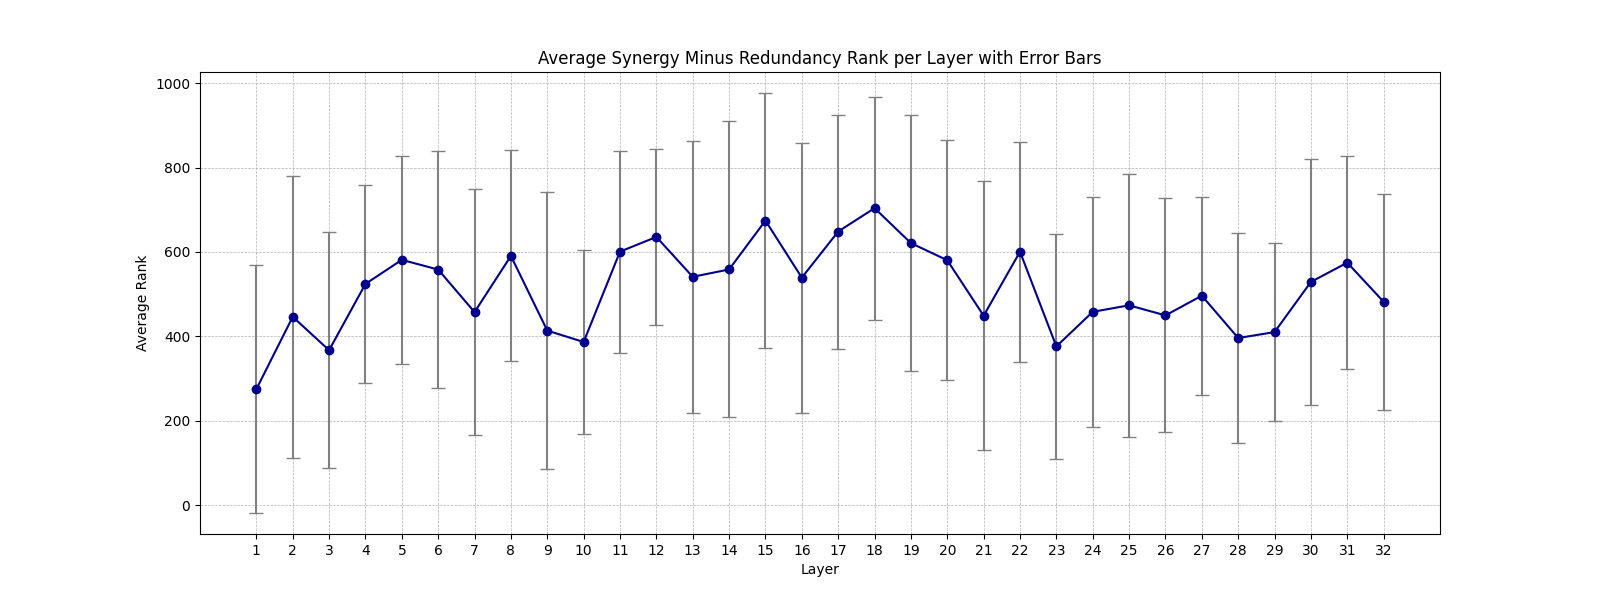 Average Synergy Minus Redundancy Rank per Layer with Error Bars
1000
800
600
400
200
0
Average Rank
1 2 3 4 5 6 7 8 9 10 11 12 13 14 15 16 17 18 19 20 21 22 23 24 25 26 27 28 29 30 31 32
Layer